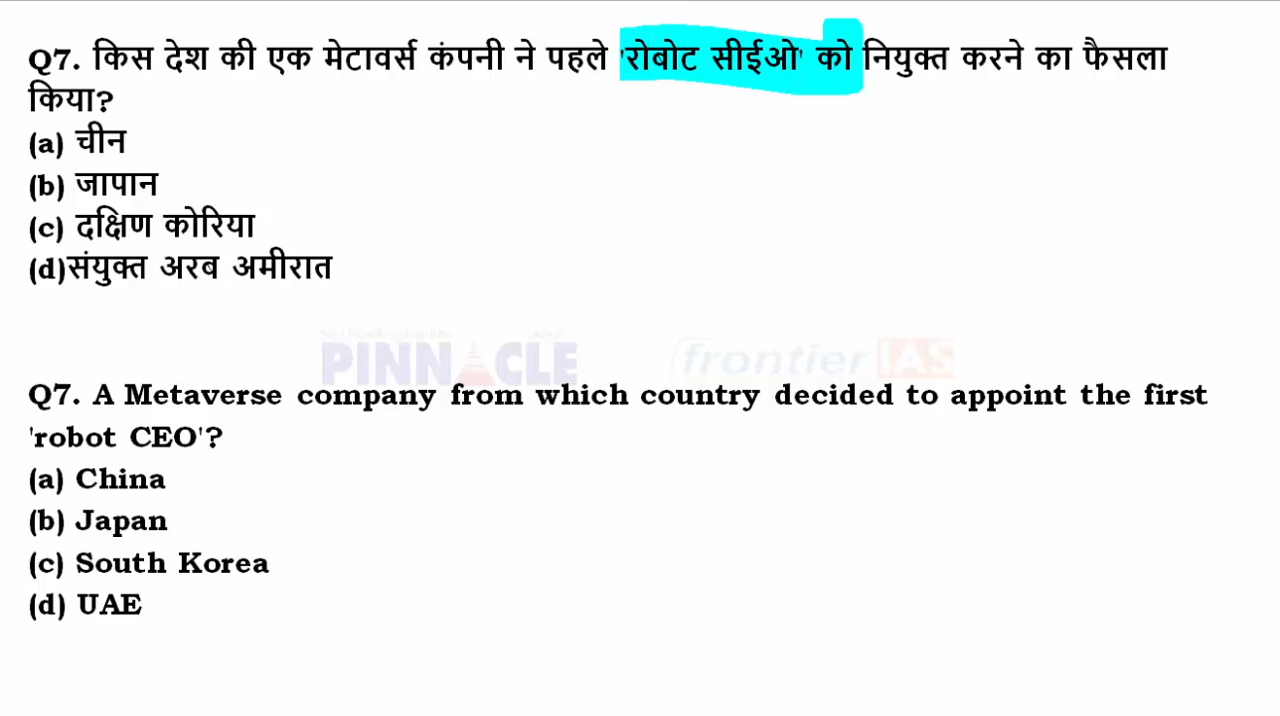 Q7. किस देश की एक मेटावर्स कंपनी ने पहले 'रोबोट सीईओ' को नियुक्त करने का फैसला
किया?
(a) चीन
(b) जापान
(c) दक्षिण कोरिया
(d)संयुक्त अरब अमीरात
PINNACLE frontier IAS
Q7. A Metaverse company from which country decided to appoint the first
'robot CEO'?
(a) China
(b) Japan
(c) South Korea
(d) UAE